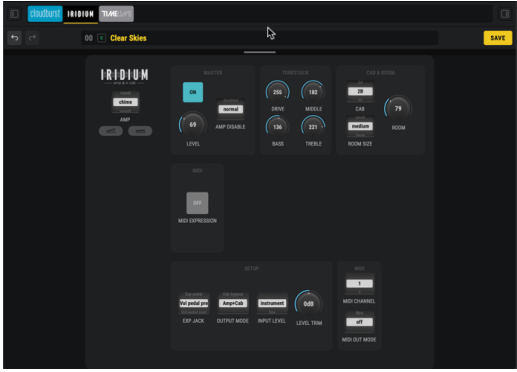 cloudburst IRIDIUM TIMELINE
00 Clear Skies SAVE
IRIDIUM
chime
AMP
MASTER
ON
normal
69
LEVEL AMP DISABLE
TONESTACK
255 182
DRIVE MIDDLE
136 221
BASS TREBLE
CAB & ROOM
2B
CAB
79
medium
ROOM SIZE ROOM
MIDI
OFF
MIDI EXPRESSION
SETUP
Vol pedal pre Amp+Cab instrument 0dB
EXP JACK OUTPUT MODE INPUT LEVEL LEVEL TRIM
MIDI
1
MIDI CHANNEL
off
MIDI OUT MODE